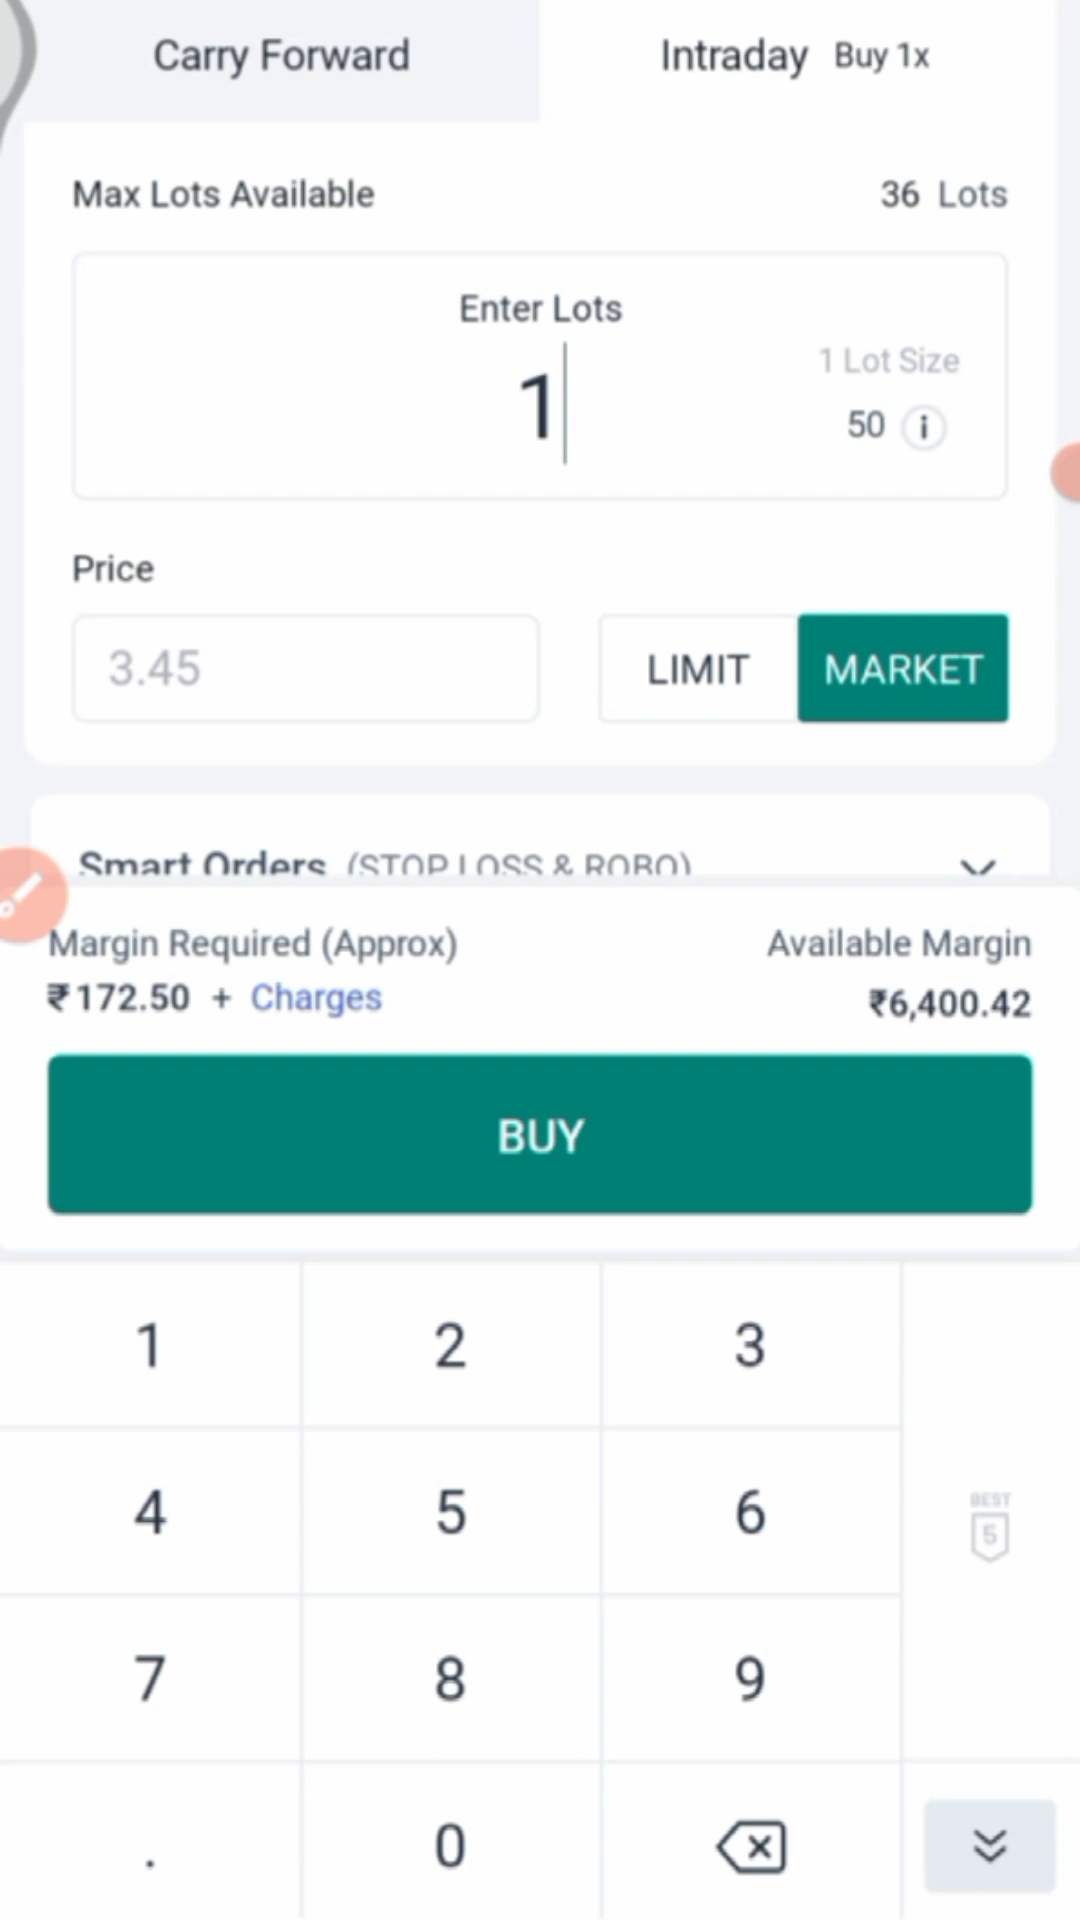 Carry Forward
Intraday Buy 1x
Max Lots Available
36 Lots
Enter Lots
1
1 Lot Size
50 i
Price
3.45
LIMIT
MARKET
Smart Orders (STOP LOSS & ROBO)
Margin Required (Approx)
₹172.50 + Charges
Available Margin
₹6,400.42
BUY
1 2 3
4 5 6
BEST
5
7 8 9
. 0